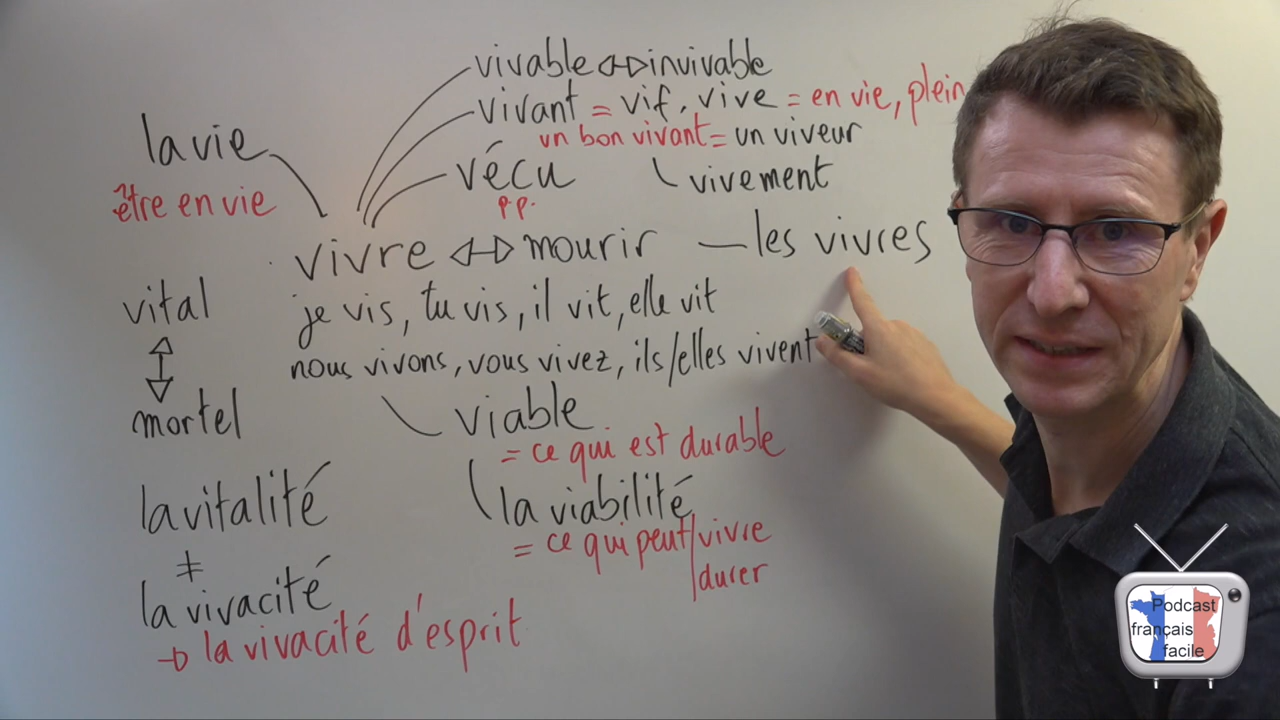 vivable ⇔ invivable
vivant = vif, vive = en vie, plein
un bon vivant = un viveur
vivement
la vie
vécu
p.p.
être en vie
vivre ⇔ mourir — les vivres
vital
je vis, tu vis, il vit, elle vit
nous vivons, vous vivez, ils/elles vivent
mortel
viable
= ce qui est durable
la vitalité
la viabilité
= ce qui peut vivre
durer
≠
la vivacité
→ la vivacité d'esprit
Podcast
français
facile